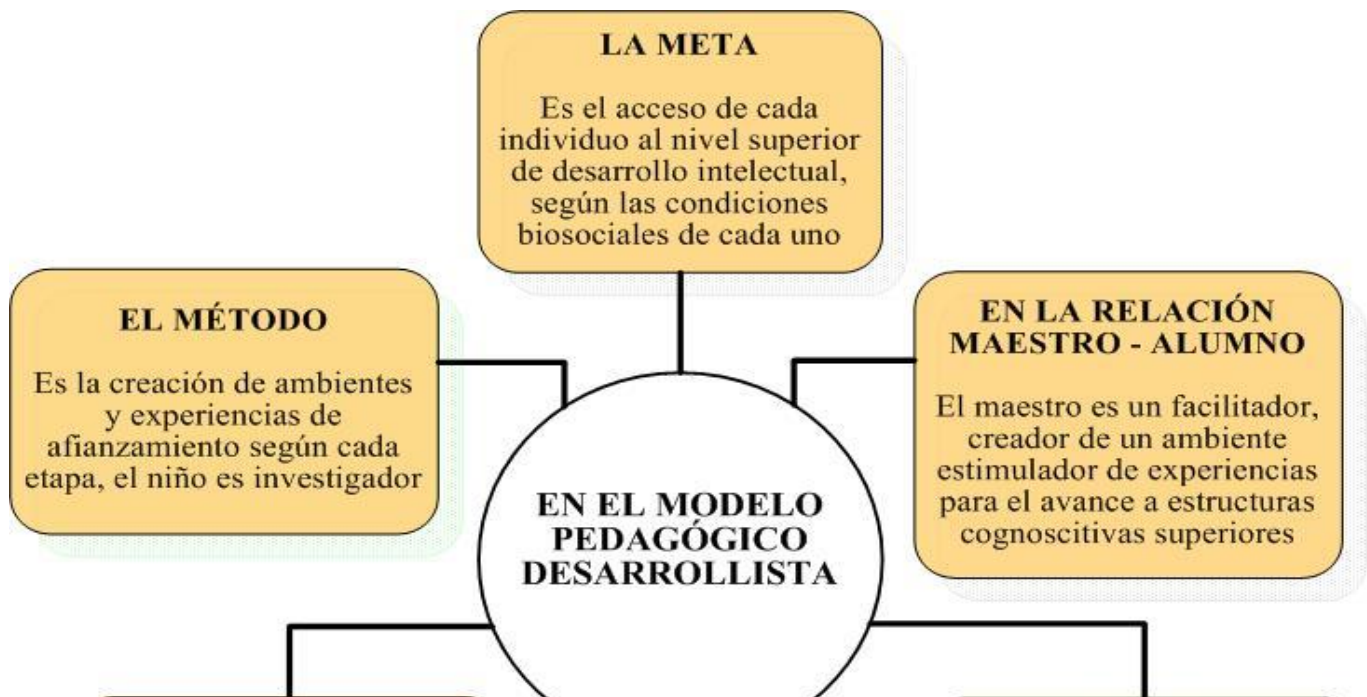 LA META
Es el acceso de cada
individuo al nivel superior
de desarrollo intelectual,
según las condiciones
biosociales de cada uno
EL MÉTODO
Es la creación de ambientes
y experiencias de
afianzamiento según cada
etapa, el niño es investigador
EN LA RELACIÓN
MAESTRO - ALUMNO
El maestro es un facilitador,
creador de un ambiente
estimulador de experiencias
para el avance a estructuras
cognoscitivas superiores
EN EL MODELO
PEDAGÓGICO
DESARROLLISTA